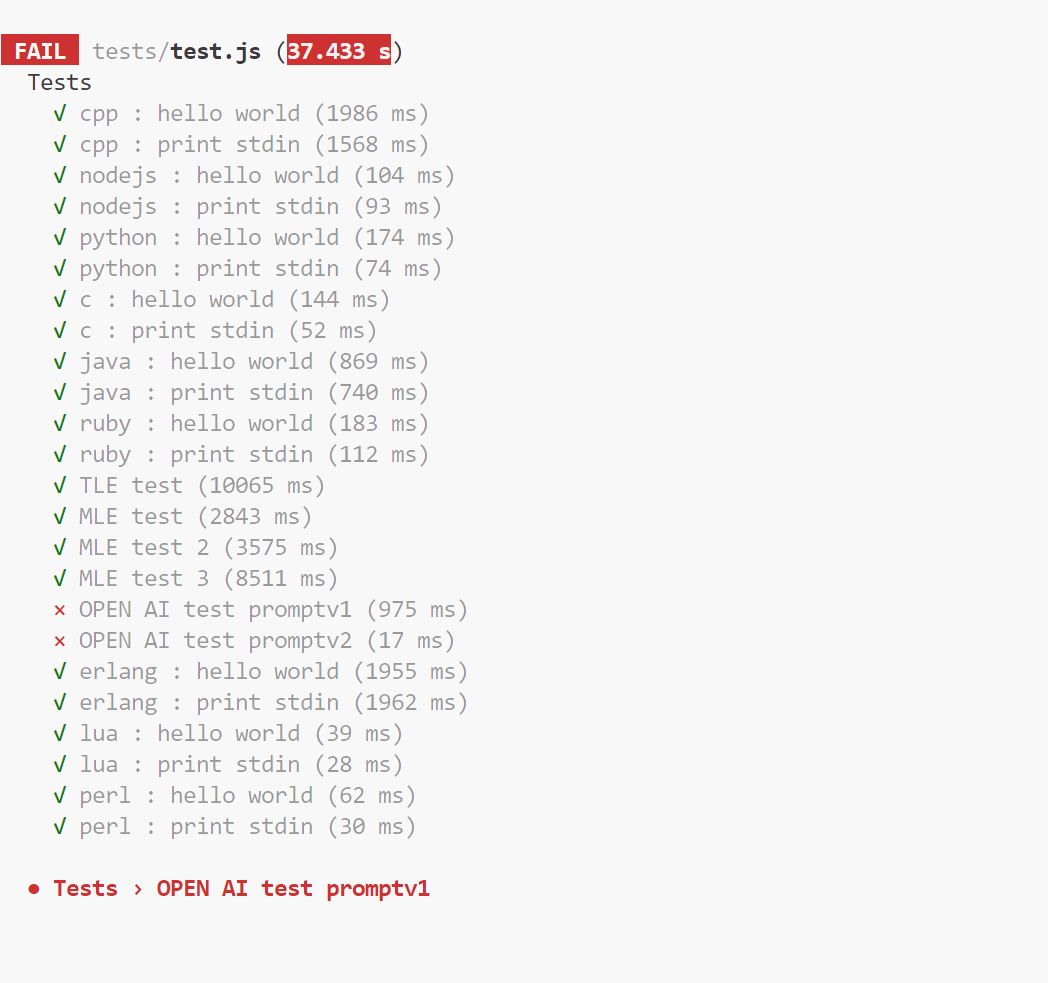 FAIL tests/test.js (37.433 s)
Tests
√ cpp : hello world (1986 ms)
√ cpp : print stdin (1568 ms)
√ nodejs : hello world (104 ms)
√ nodejs : print stdin (93 ms)
√ python : hello world (174 ms)
√ python : print stdin (74 ms)
√ c : hello world (144 ms)
√ c : print stdin (52 ms)
√ java : hello world (869 ms)
√ java : print stdin (740 ms)
√ ruby : hello world (183 ms)
√ ruby : print stdin (112 ms)
√ TLE test (10065 ms)
√ MLE test (2843 ms)
√ MLE test 2 (3575 ms)
√ MLE test 3 (8511 ms)
× OPEN AI test promptv1 (975 ms)
× OPEN AI test promptv2 (17 ms)
√ erlang : hello world (1955 ms)
√ erlang : print stdin (1962 ms)
√ lua : hello world (39 ms)
√ lua : print stdin (28 ms)
√ perl : hello world (62 ms)
√ perl : print stdin (30 ms)
● Tests › OPEN AI test promptv1